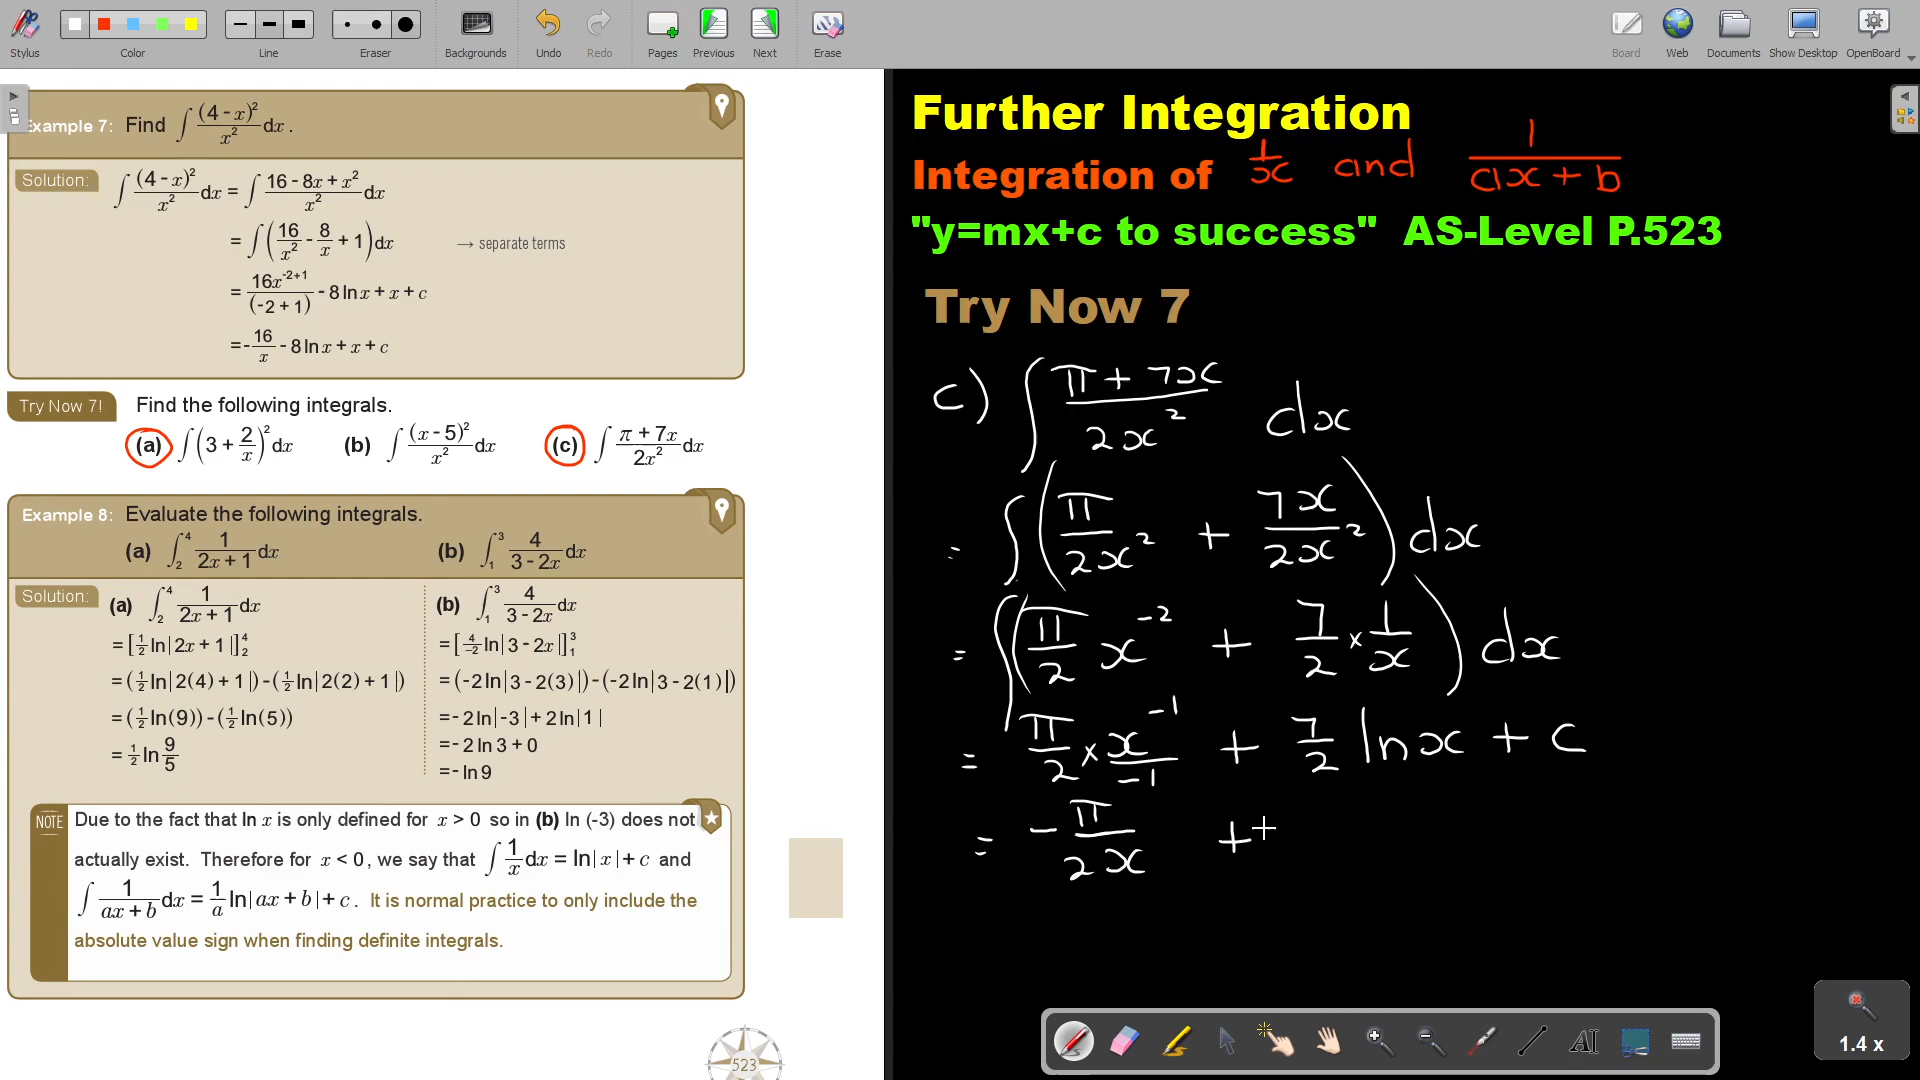 Stylus Color Line Eraser Backgrounds Undo Redo Pages Previous Next Erase Board Web Documents Show Desktop OpenBoard
Example 7: Find ∫ (4 - x)²/x² dx.
Solution: ∫ (4 - x)²/x² dx = ∫ (16 - 8x + x²)/x² dx
= ∫ (16/x² - 8/x + 1) dx → separate terms
= 16x⁻²⁺¹/(-2 + 1) - 8 ln x + x + c
= -16/x - 8 ln x + x + c
Try Now 7! Find the following integrals.
(a) ∫ (3 + 2/x)² dx (b) ∫ (x - 5)²/x² dx (c) ∫ (π + 7x)/2x² dx
Example 8: Evaluate the following integrals.
(a) ∫₂⁴ 1/(2x + 1) dx (b) ∫₁³ 4/(3 - 2x) dx
Solution: (a) ∫₂⁴ 1/(2x + 1) dx
= [½ ln|2x + 1|]₂⁴
= (½ ln|2(4) + 1|) - (½ ln|2(2) + 1|)
= (½ ln(9)) - (½ ln(5))
= ½ ln 9/5
(b) ∫₁³ 4/(3 - 2x) dx
= [4/-2 ln|3 - 2x|]₁³
= (-2 ln|3 - 2(3)|) - (-2 ln|3 - 2(1)|)
= - 2 ln|-3| + 2 ln|1|
= - 2 ln 3 + 0
= - ln 9
NOTE Due to the fact that ln x is only defined for x > 0 so in (b) ln (-3) does not
actually exist. Therefore for x < 0, we say that ∫ 1/x dx = ln|x| + c and
∫ 1/(ax + b) dx = 1/a ln|ax + b| + c. It is normal practice to only include the
absolute value sign when finding definite integrals.
523
Further Integration
Integration of 1/x and 1/(ax + b)
"y=mx+c to success" AS-Level P.523
Try Now 7
c) ∫ (π + 7x)/2x² dx
= ∫ (π/2x² + 7x/2x²) dx
= ∫ (π/2 x⁻² + 7/2 × 1/x) dx
= π/2 × x⁻¹/-1 + 7/2 ln x + c
= - π/2x +
1.4 x